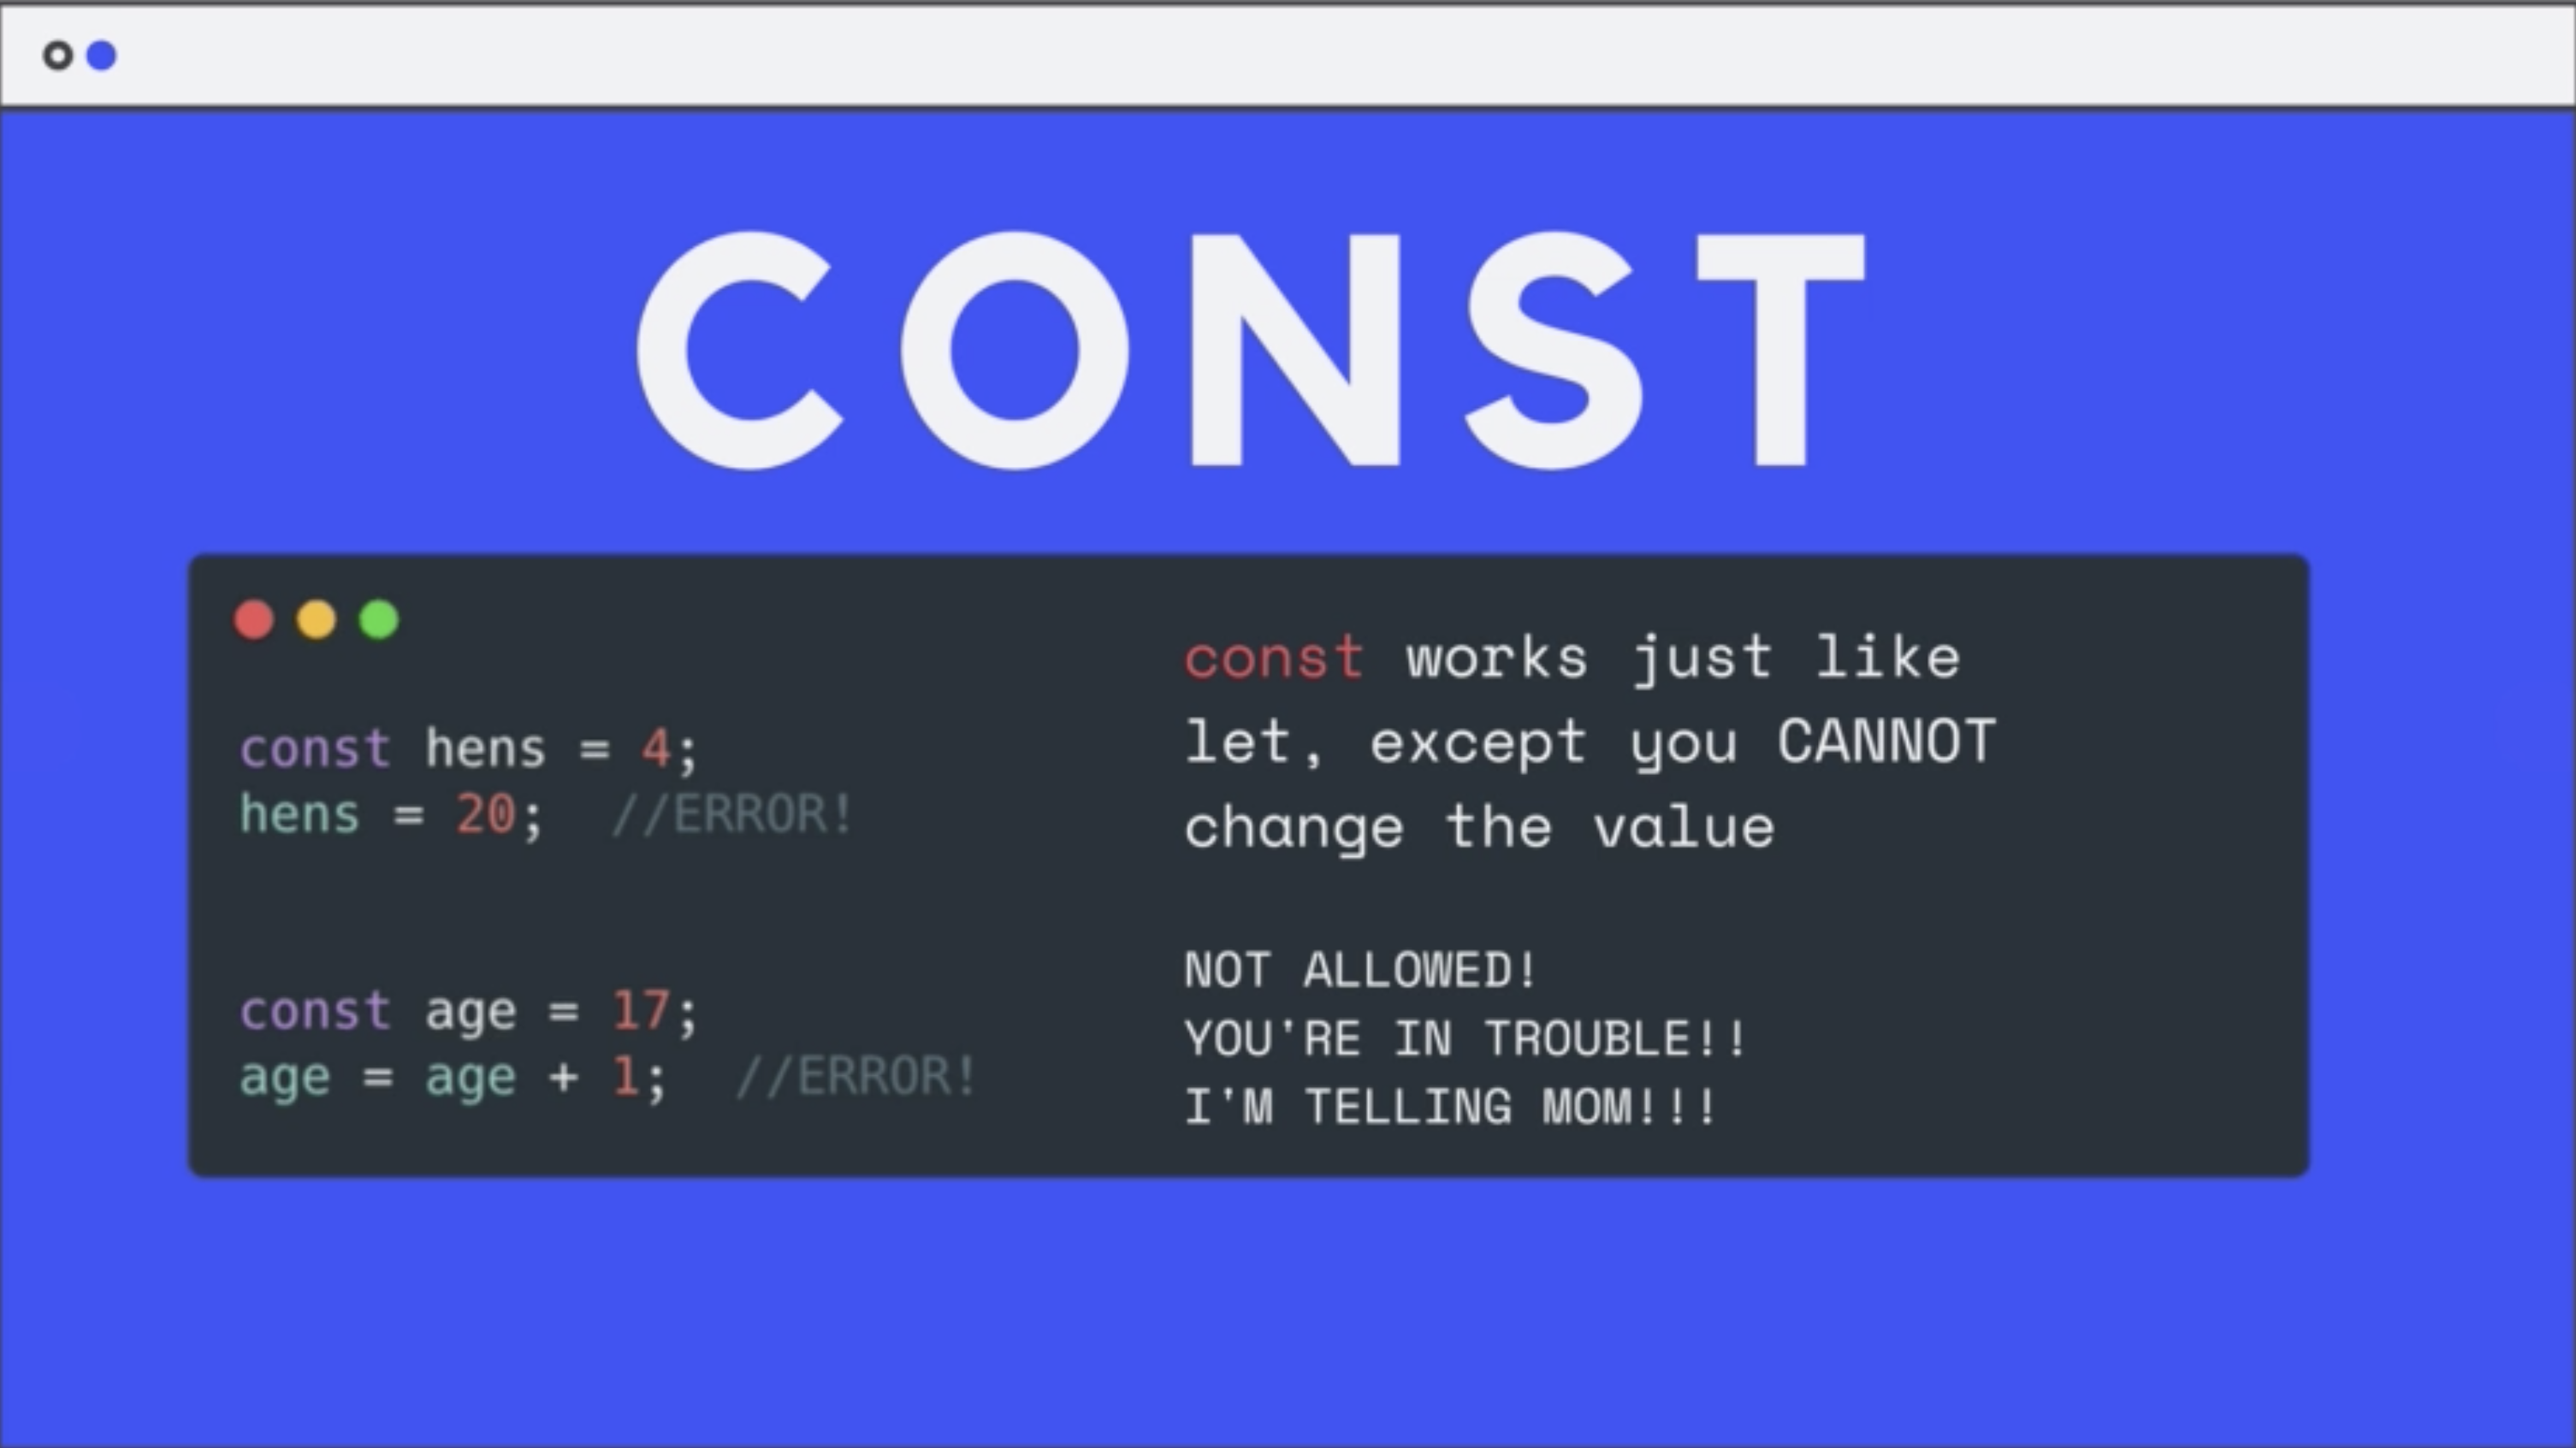 CONST
const hens = 4;
hens = 20;  //ERROR!
const age = 17;
age = age + 1;  //ERROR!
const works just like
let, except you CANNOT
change the value
NOT ALLOWED!
YOU'RE IN TROUBLE!!
I'M TELLING MOM!!!